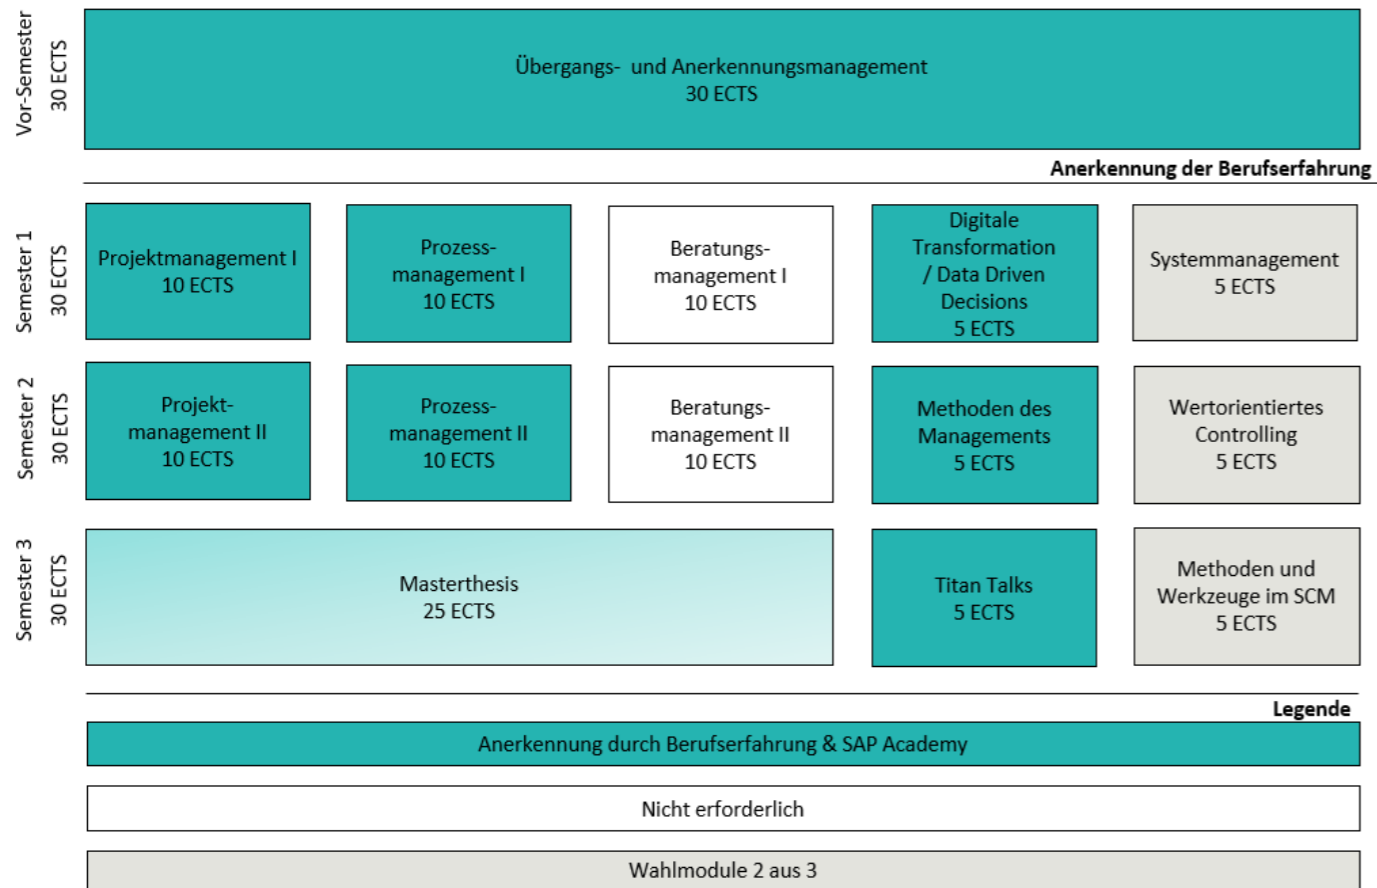 Vor-Semester
30 ECTS
Übergangs- und Anerkennungsmanagement
30 ECTS
Anerkennung der Berufserfahrung
Semester 1
30 ECTS
Projektmanagement I
10 ECTS
Prozess-
management I
10 ECTS
Beratungs-
management I
10 ECTS
Digitale
Transformation
/ Data Driven
Decisions
5 ECTS
Systemmanagement
5 ECTS
Semester 2
30 ECTS
Projekt-
management II
10 ECTS
Prozess-
management II
10 ECTS
Beratungs-
management II
10 ECTS
Methoden des
Managements
5 ECTS
Wertorientiertes
Controlling
5 ECTS
Semester 3
30 ECTS
Masterthesis
25 ECTS
Titan Talks
5 ECTS
Methoden und
Werkzeuge im SCM
5 ECTS
Legende
Anerkennung durch Berufserfahrung & SAP Academy
Nicht erforderlich
Wahlmodule 2 aus 3